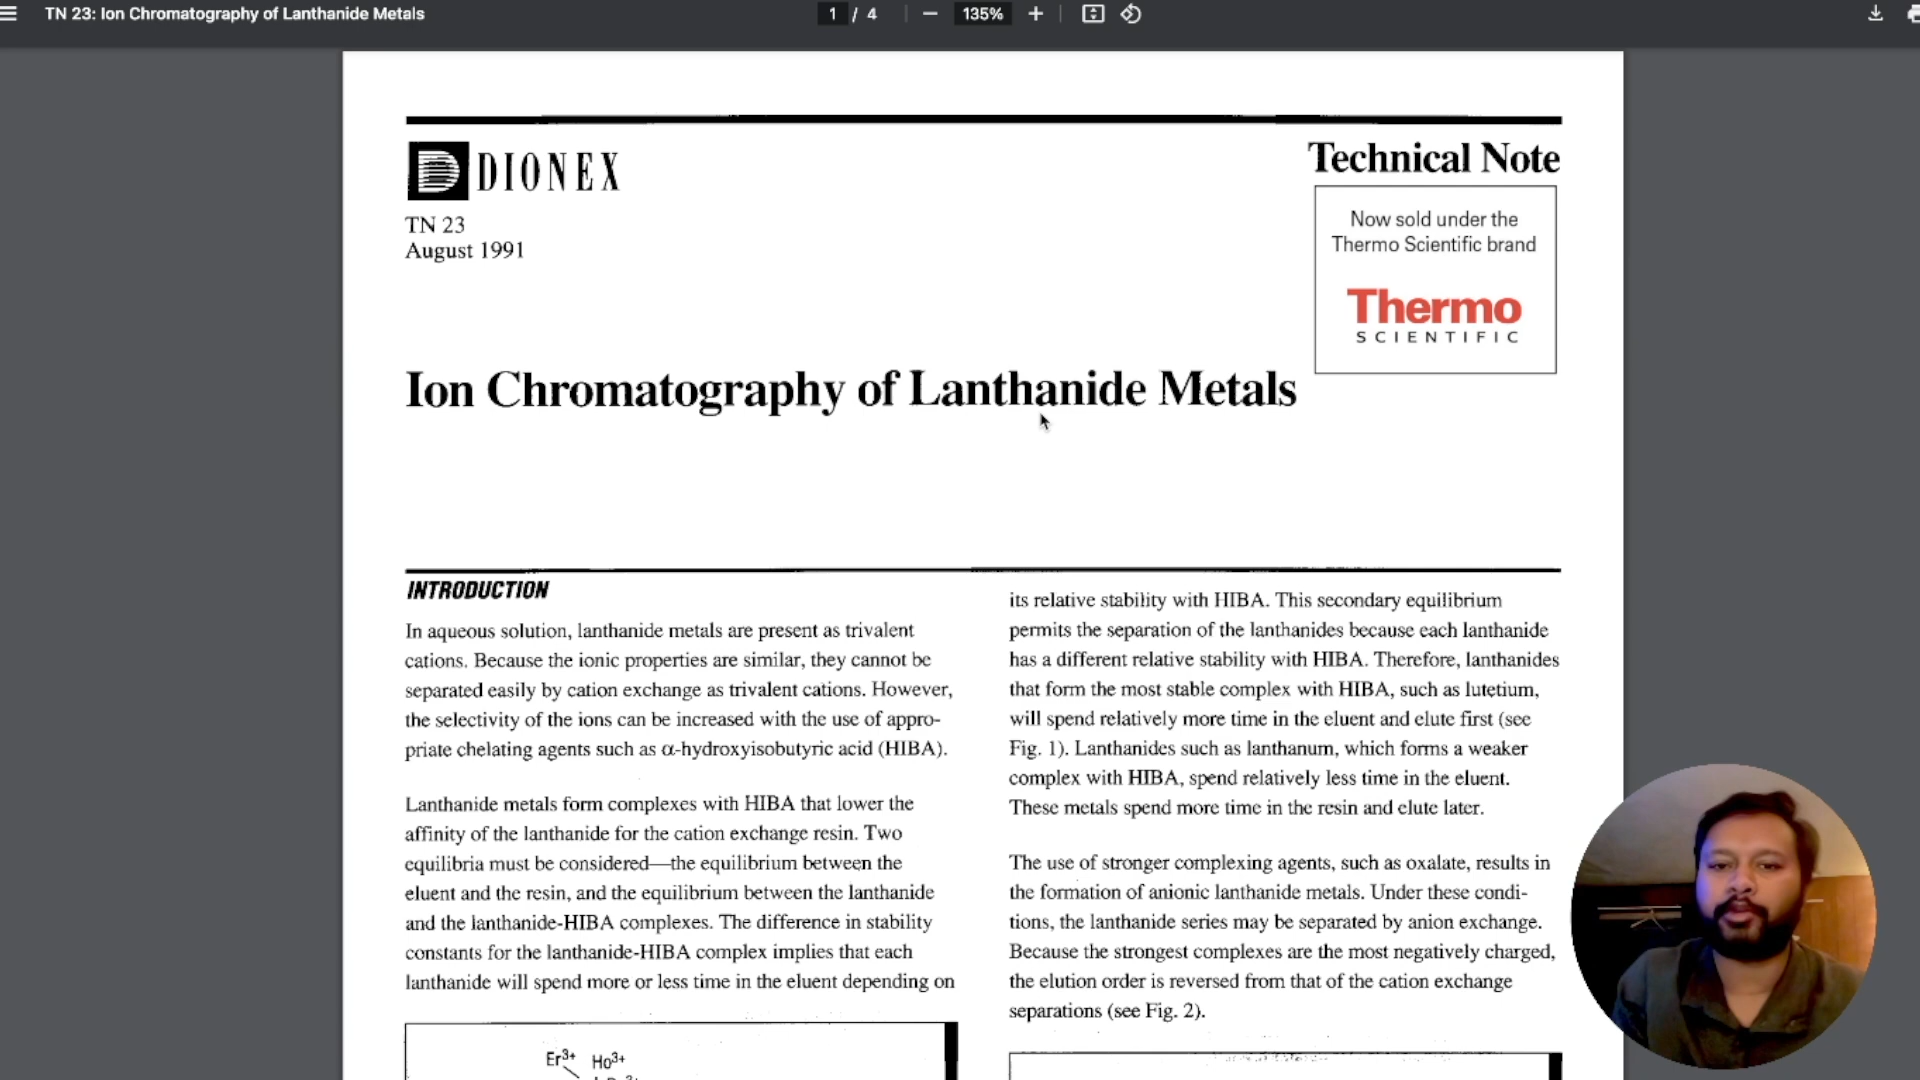 TN 23: Ion Chromatography of Lanthanide Metals
1 / 4
135%
DIONEX
TN 23
August 1991
Technical Note
Now sold under the
Thermo Scientific brand
Thermo
SCIENTIFIC
Ion Chromatography of Lanthanide Metals
INTRODUCTION
In aqueous solution, lanthanide metals are present as trivalent
cations. Because the ionic properties are similar, they cannot be
separated easily by cation exchange as trivalent cations. However,
the selectivity of the ions can be increased with the use of appro-
priate chelating agents such as α-hydroxyisobutyric acid (HIBA).
Lanthanide metals form complexes with HIBA that lower the
affinity of the lanthanide for the cation exchange resin. Two
equilibria must be considered—the equilibrium between the
eluent and the resin, and the equilibrium between the lanthanide
and the lanthanide-HIBA complexes. The difference in stability
constants for the lanthanide-HIBA complex implies that each
lanthanide will spend more or less time in the eluent depending on
its relative stability with HIBA. This secondary equilibrium
permits the separation of the lanthanides because each lanthanide
has a different relative stability with HIBA. Therefore, lanthanides
that form the most stable complex with HIBA, such as lutetium,
will spend relatively more time in the eluent and elute first (see
Fig. 1). Lanthanides such as lanthanum, which forms a weaker
complex with HIBA, spend relatively less time in the eluent.
These metals spend more time in the resin and elute later.
The use of stronger complexing agents, such as oxalate, results in
the formation of anionic lanthanide metals. Under these condi-
tions, the lanthanide series may be separated by anion exchange.
Because the strongest complexes are the most negatively charged,
the elution order is reversed from that of the cation exchange
separations (see Fig. 2).
Er³⁺ Ho³⁺